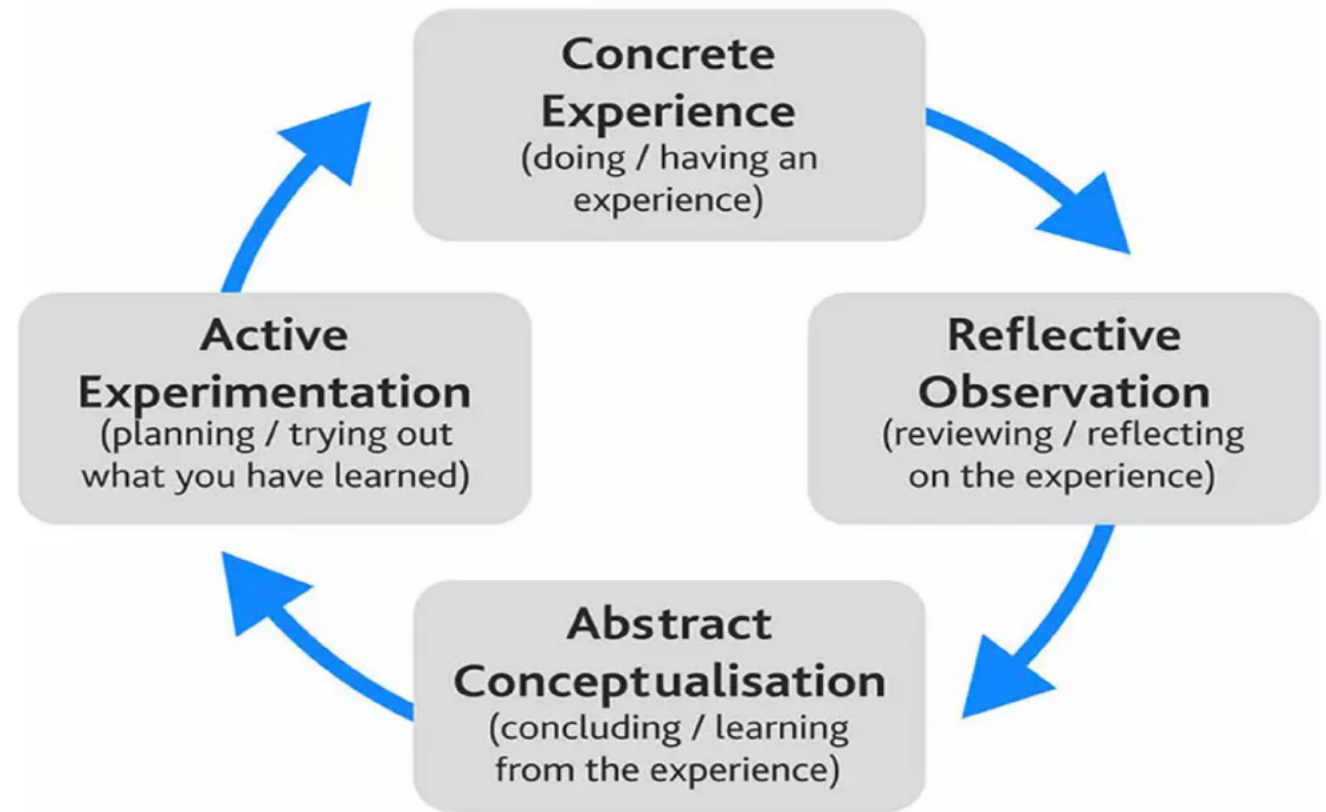 Concrete
Experience
(doing / having an
experience)
Active
Experimentation
(planning / trying out
what you have learned)
Reflective
Observation
(reviewing / reflecting
on the experience)
Abstract
Conceptualisation
(concluding / learning
from the experience)